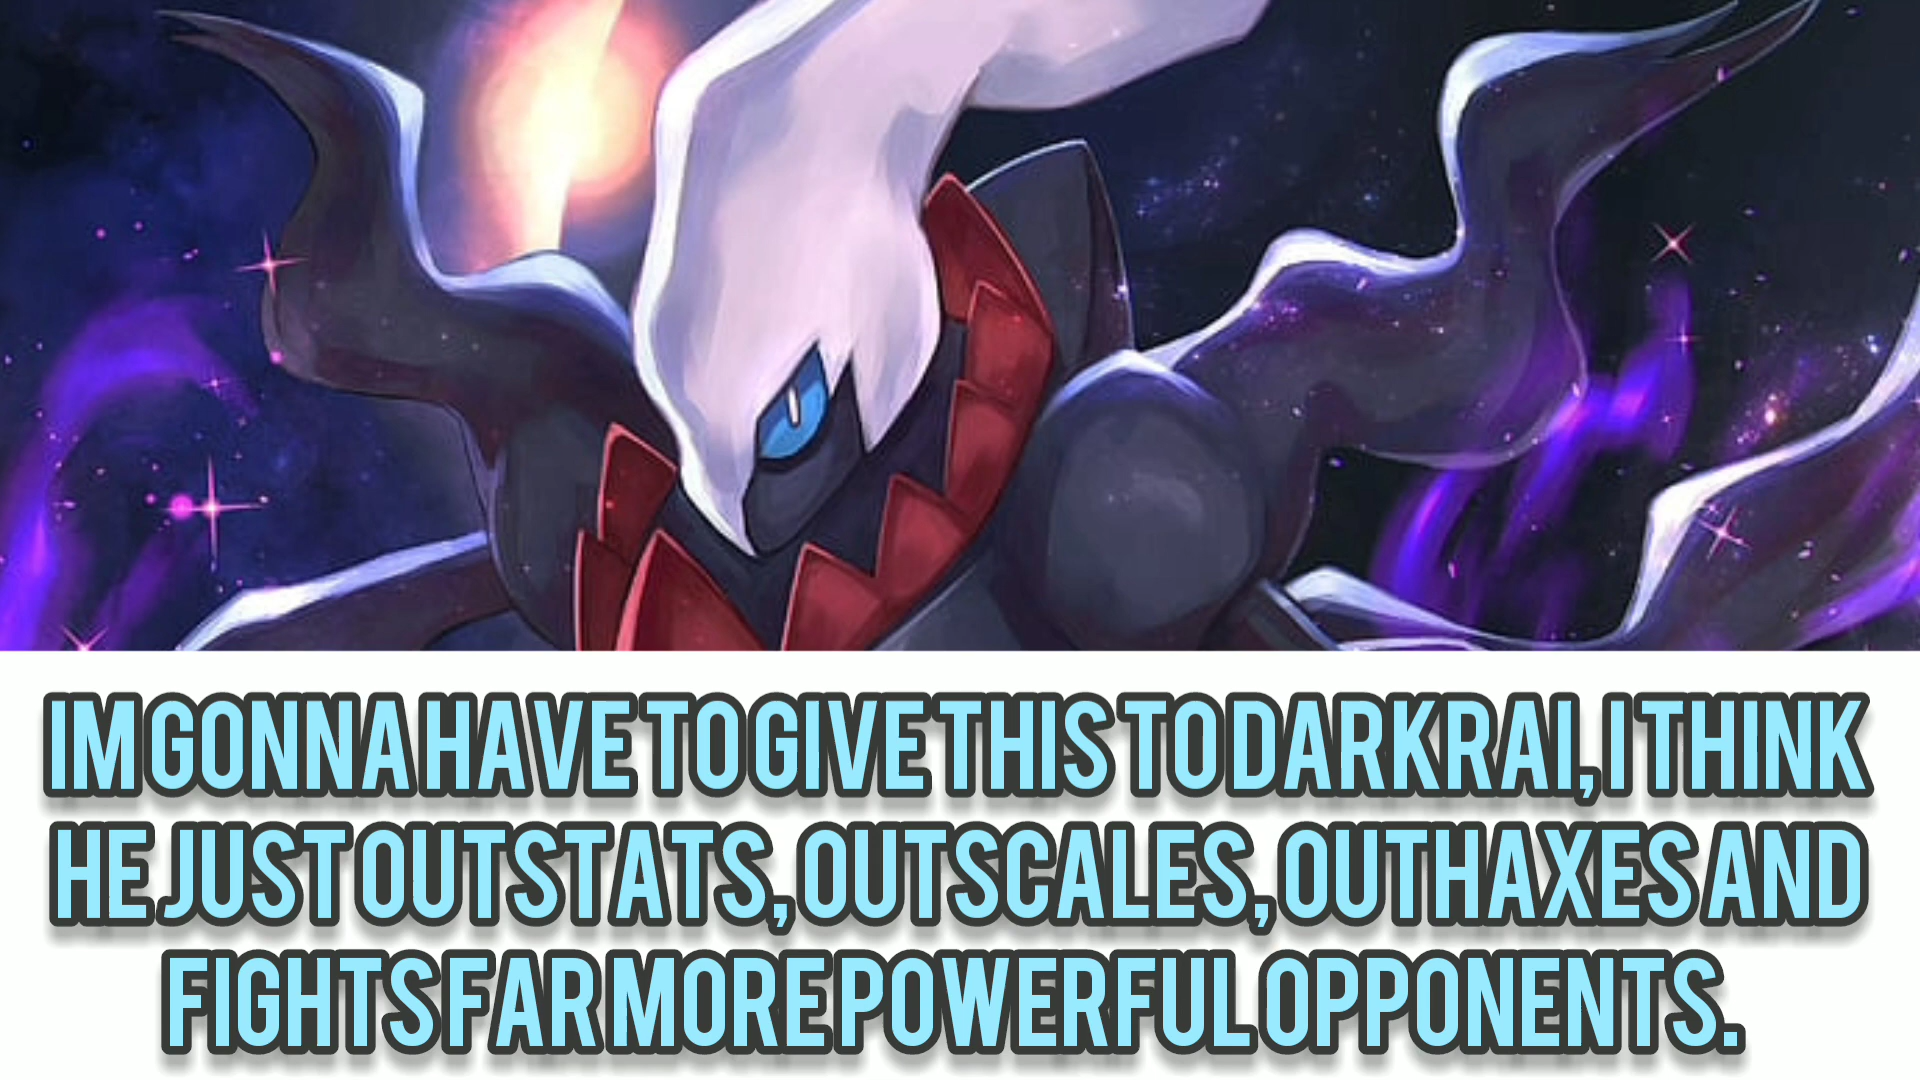 IM GONNA HAVE TO GIVE THIS TO DARKRAI, I THINK
HE JUST OUTSTATS, OUTSCALES, OUTHAXES AND
FIGHTS FAR MORE POWERFUL OPPONENTS.